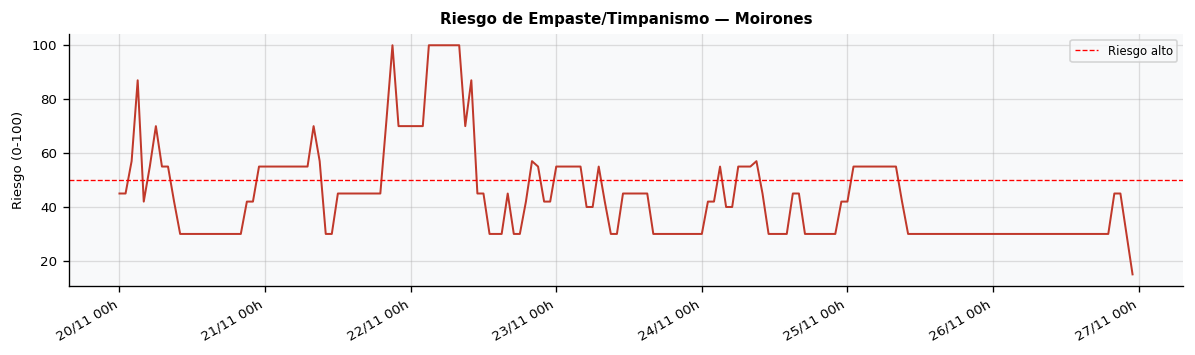 Riesgo de Empaste/Timpanismo — Moirones
Riesgo alto
Riesgo (0-100)
100
80
60
40
20
20/11 00h
21/11 00h
22/11 00h
23/11 00h
24/11 00h
25/11 00h
26/11 00h
27/11 00h